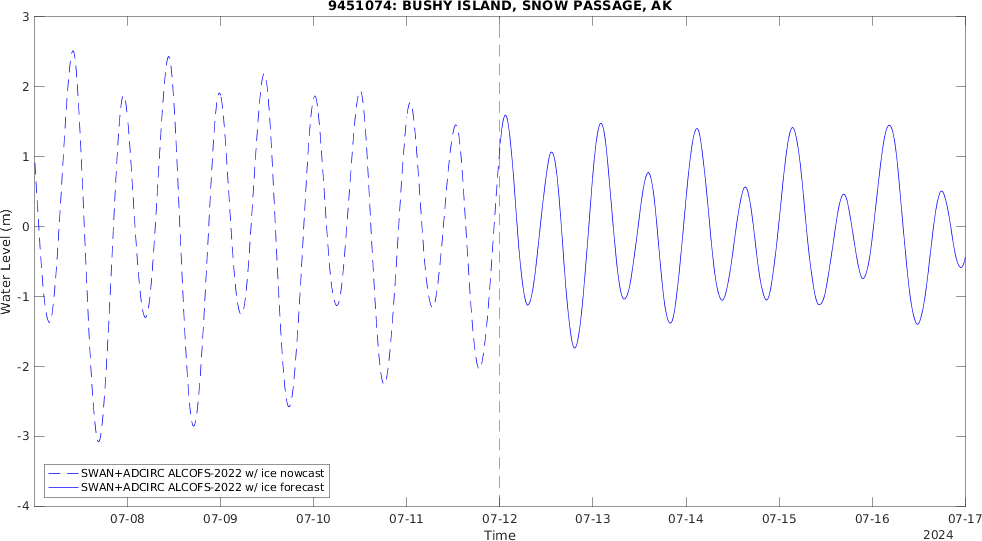 9451074: BUSHY ISLAND, SNOW PASSAGE, AK
3
2
1
0
-1
-2
-3
-4
Water Level (m)
SWAN+ADCIRC ALCOFS-2022 w/ ice nowcast
SWAN+ADCIRC ALCOFS-2022 w/ ice forecast
07-08 07-09 07-10 07-11 07-12 07-13 07-14 07-15 07-16 07-17
Time
2024